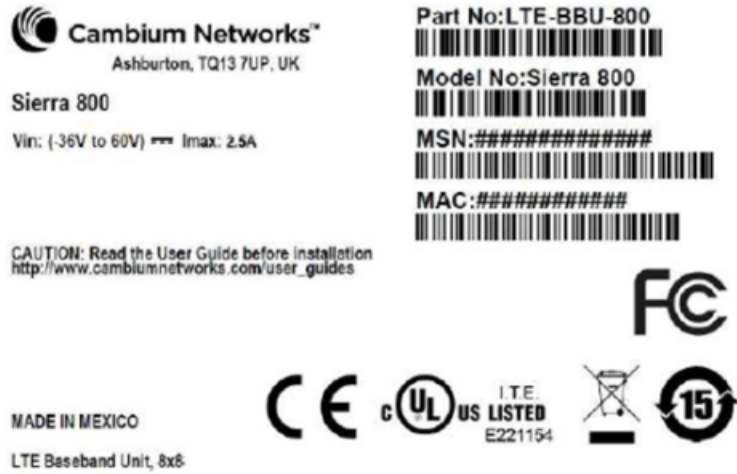 Cambium Networks™
Ashburton, TQ13 7UP, UK
Sierra 800
Vin: (-36V to 60V) ⎓ Imax: 2.5A
CAUTION: Read the User Guide before installation
http://www.cambiumnetworks.com/user_guides
MADE IN MEXICO
LTE Baseband Unit, 8x8
Part No:LTE-BBU-800
Model No:Sierra 800
MSN:##############
MAC:############
FC
CE
C UL US LISTED
I.T.E.
E221154
15